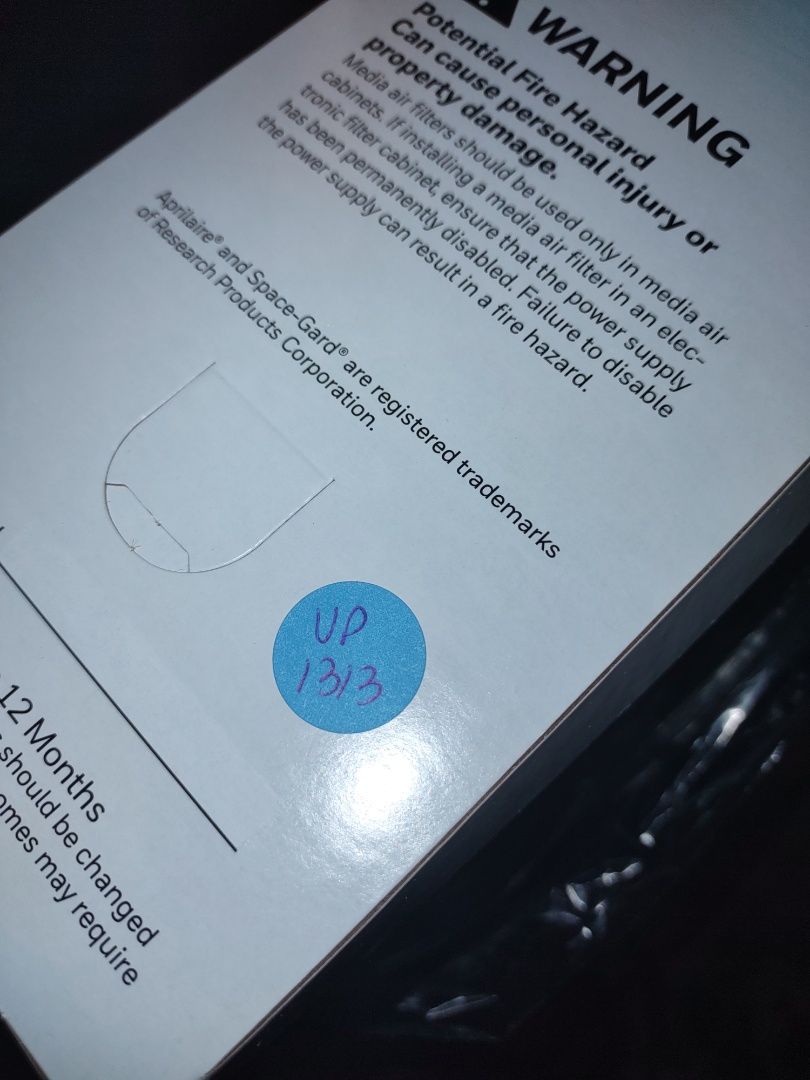 WARNING
Potential Fire Hazard
Can cause personal injury or
property damage.
Media air filters should be used only in media air
cabinets. If installing a media air filter in an elec-
tronic filter cabinet, ensure that the power supply
has been permanently disabled. Failure to disable
the power supply can result in a fire hazard.
Aprilaire® and Space-Gard® are registered trademarks
of Research Products Corporation.
UP
1313
12 Months
should be changed
may require